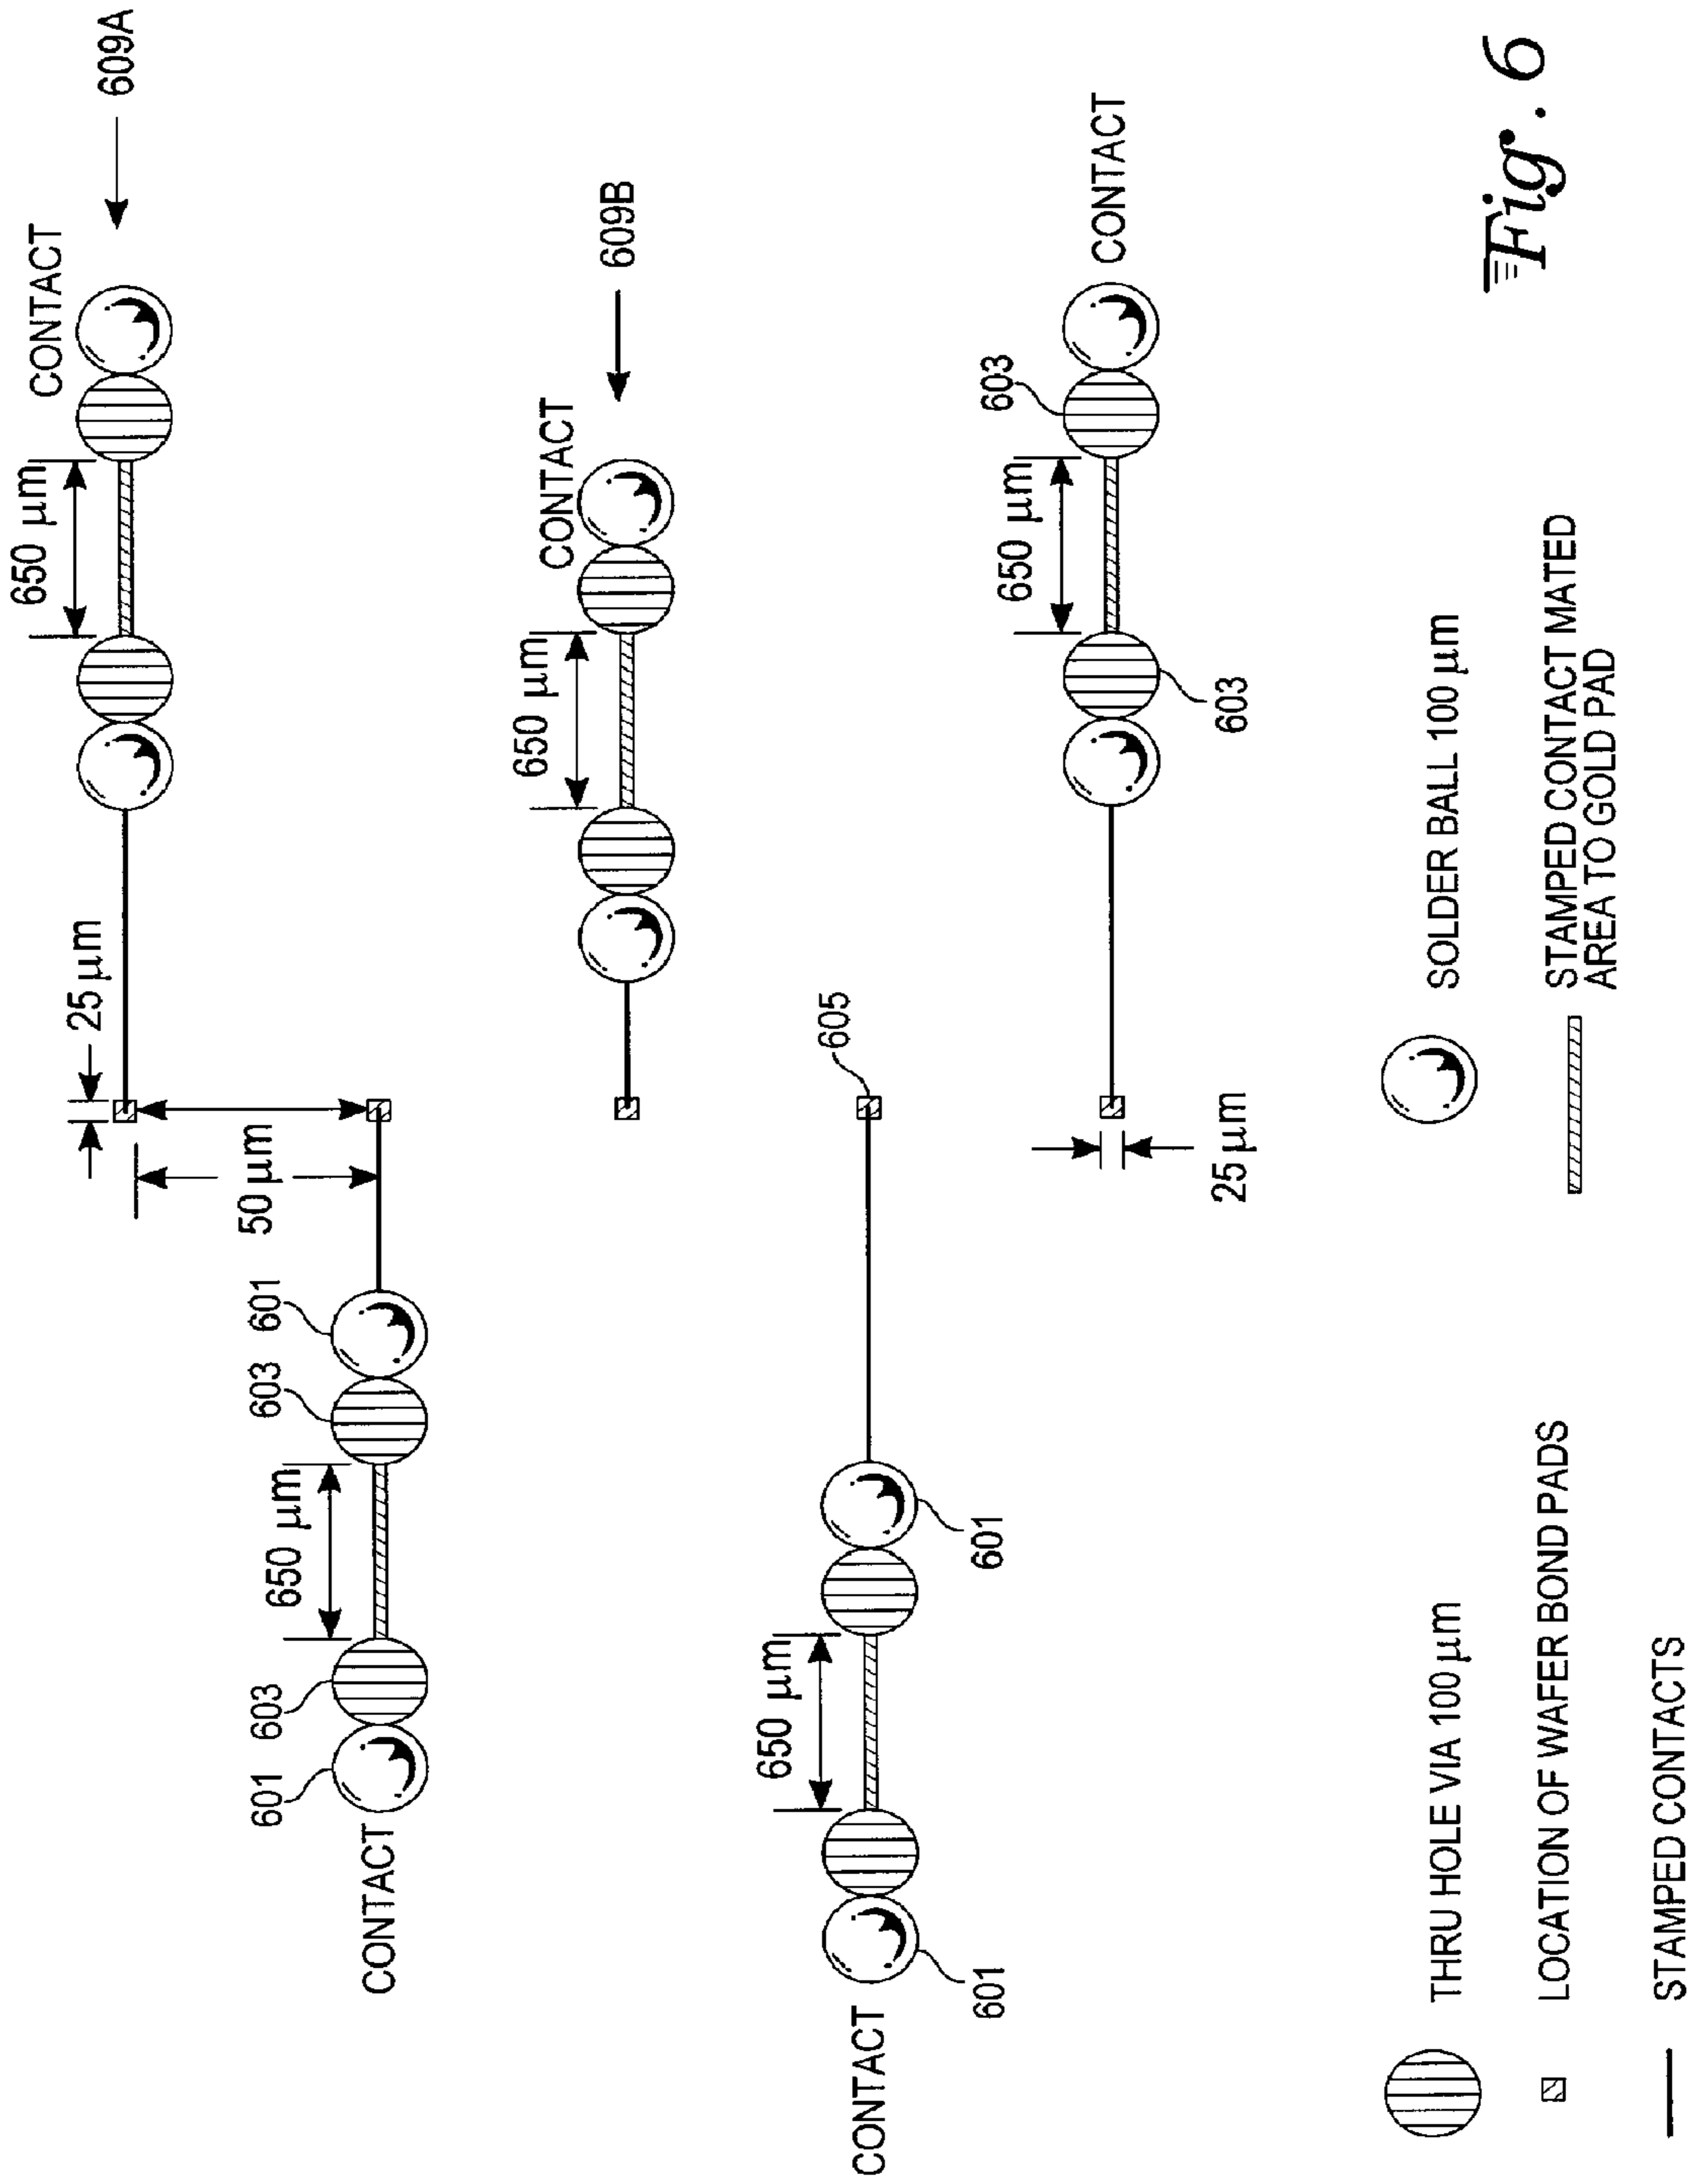 609A
CONTACT
650 µm
25 µm
50 µm
601
603
650 µm
603
601
CONTACT
609B
CONTACT
650 µm
605
601
650 µm
601
CONTACT
CONTACT
603
650 µm
603
25 µm
THRU HOLE VIA 100 µm
LOCATION OF WAFER BOND PADS
STAMPED CONTACTS
SOLDER BALL 100 µm
STAMPED CONTACT MATED
AREA TO GOLD PAD
Fig. 6